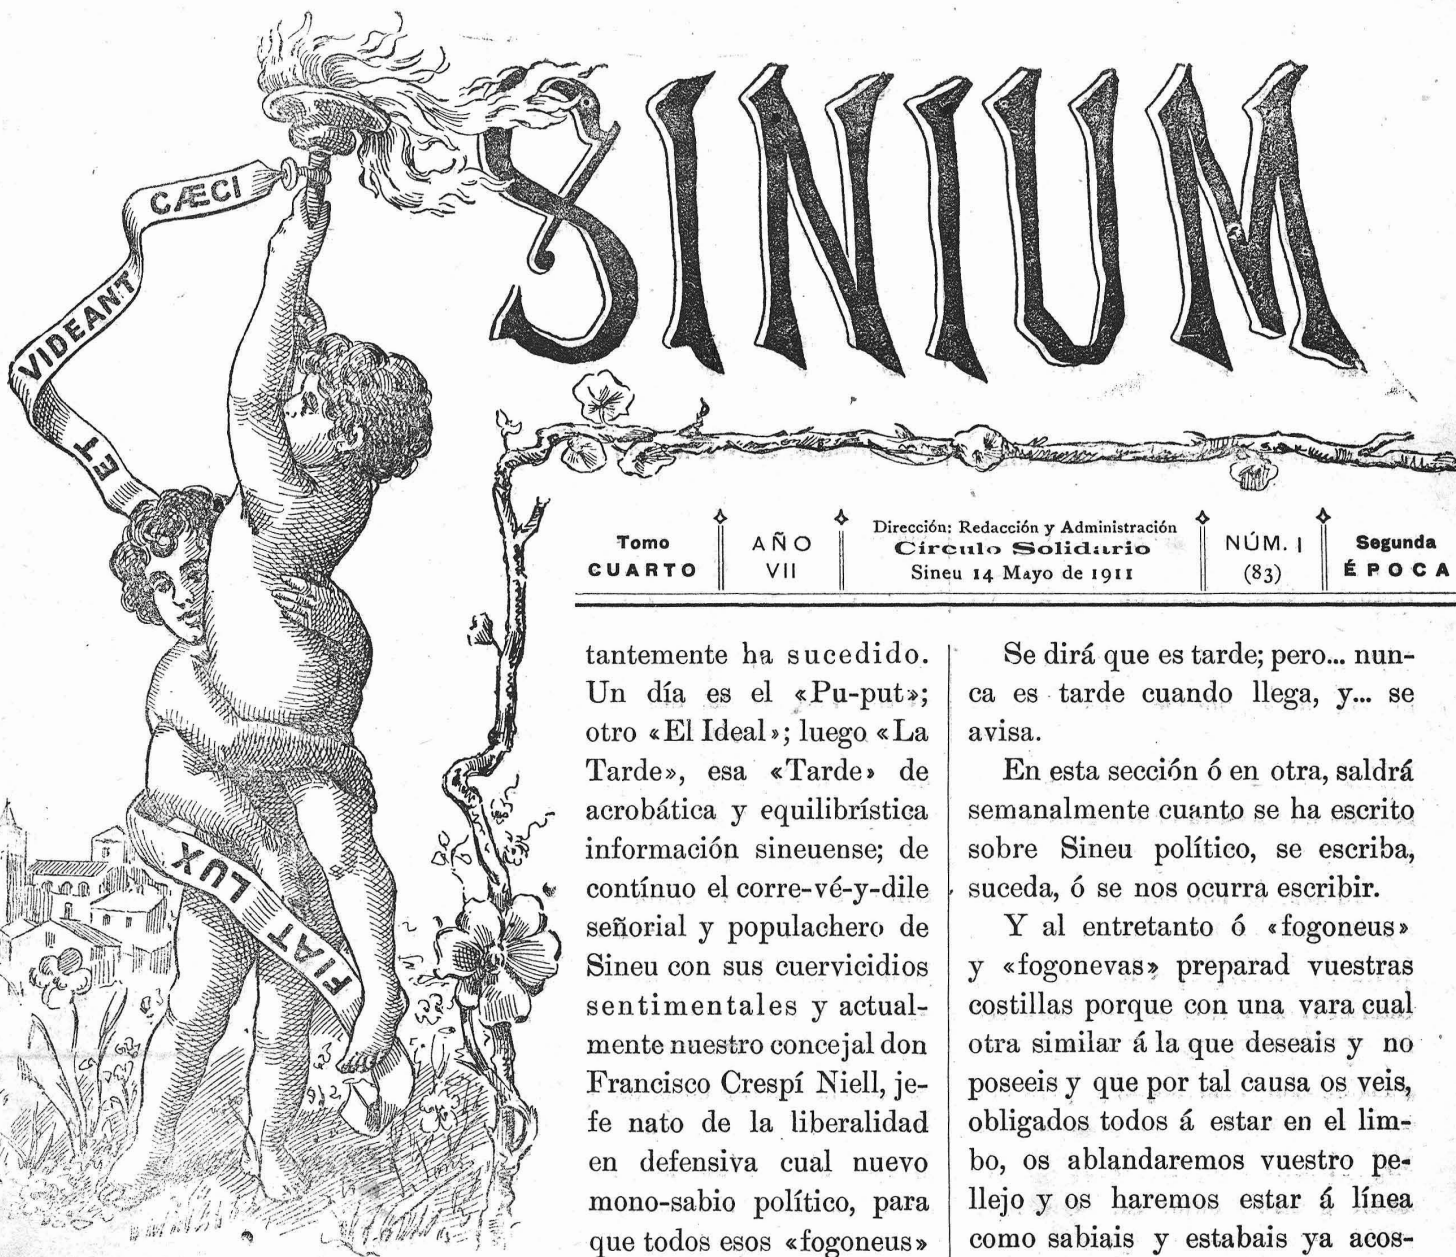 SINIUM
FIAT LUX
ET VIDEANT CÆCI
Tomo
CUARTO
AÑO
VII
Dirección: Redacción y Administración
Círculo Solidario
Sineu 14 Mayo de 1911
NÚM. I
(83)
Segunda
ÉPOCA
tantemente ha sucedido.
Un día es el «Pu-put»;
otro «El Ideal»; luego «La
Tarde», esa «Tarde» de
acrobática y equilibrística
información sineuense; de
contínuo el corre-vé-y-dile
señorial y populachero de
Sineu con sus cuervicidios
sentimentales y actual-
mente nuestro concejal don
Francisco Crespí Niell, je-
fe nato de la liberalidad
en defensiva cual nuevo
mono-sabio político, para
que todos esos «fogoneus»
Se dirá que es tarde; pero... nun-
ca es tarde cuando llega, y... se
avisa.
En esta sección ó en otra, saldrá
semanalmente cuanto se ha escrito
sobre Sineu político, se escriba,
suceda, ó se nos ocurra escribir.
Y al entretanto ó «fogoneus»
y «fogonevas» preparad vuestras
costillas porque con una vara cual
otra similar á la que deseais y no
poseeis y que por tal causa os veis,
obligados todos á estar en el lim-
bo, os ablandaremos vuestro pe-
llejo y os haremos estar á línea
como sabiais y estabais ya acos-